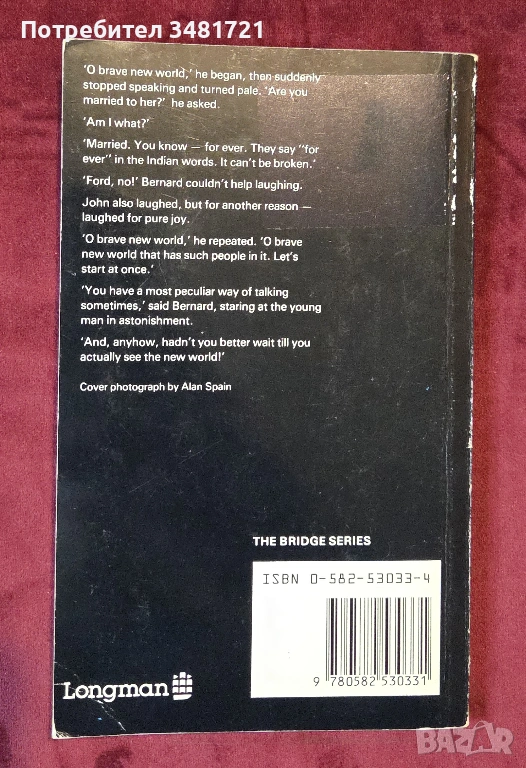 Потребител 3481721
'O brave new world,' he began, then suddenly
stopped speaking and turned pale. 'Are you
married to her?' he asked.
'Am I what?'
'Married. You know — for ever. They say "for
ever" in the Indian words. It can't be broken.'
'Ford, no!' Bernard couldn't help laughing.
John also laughed, but for another reason —
laughed for pure joy.
'O brave new world,' he repeated. 'O brave
new world that has such people in it. Let's
start at once.'
'You have a most peculiar way of talking
sometimes,' said Bernard, staring at the young
man in astonishment.
'And, anyhow, hadn't you better wait till you
actually see the new world!'
Cover photograph by Alan Spain
THE BRIDGE SERIES
ISBN 0-582-53033-4
9 780582 530331
Longman
BAZAR